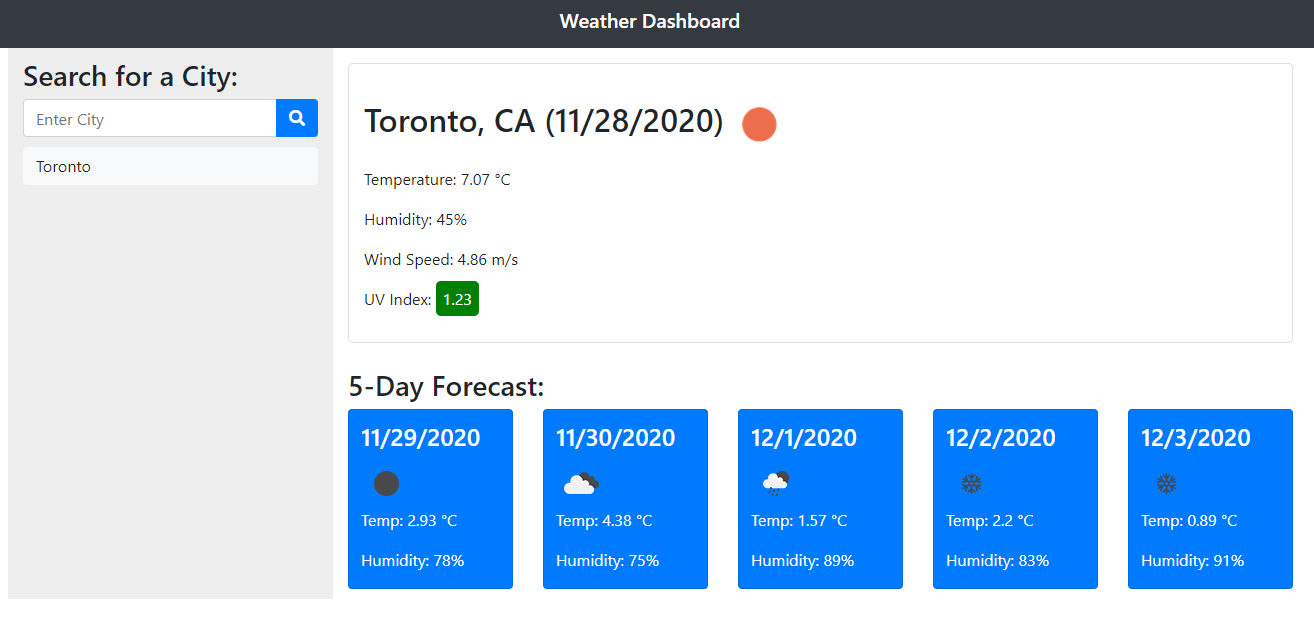 Weather Dashboard
Search for a City:
Enter City
Toronto
Toronto, CA (11/28/2020)
Temperature: 7.07 °C
Humidity: 45%
Wind Speed: 4.86 m/s
UV Index: 1.23
5-Day Forecast:
11/29/2020
Temp: 2.93 °C
Humidity: 78%
11/30/2020
Temp: 4.38 °C
Humidity: 75%
12/1/2020
Temp: 1.57 °C
Humidity: 89%
12/2/2020
Temp: 2.2 °C
Humidity: 83%
12/3/2020
Temp: 0.89 °C
Humidity: 91%